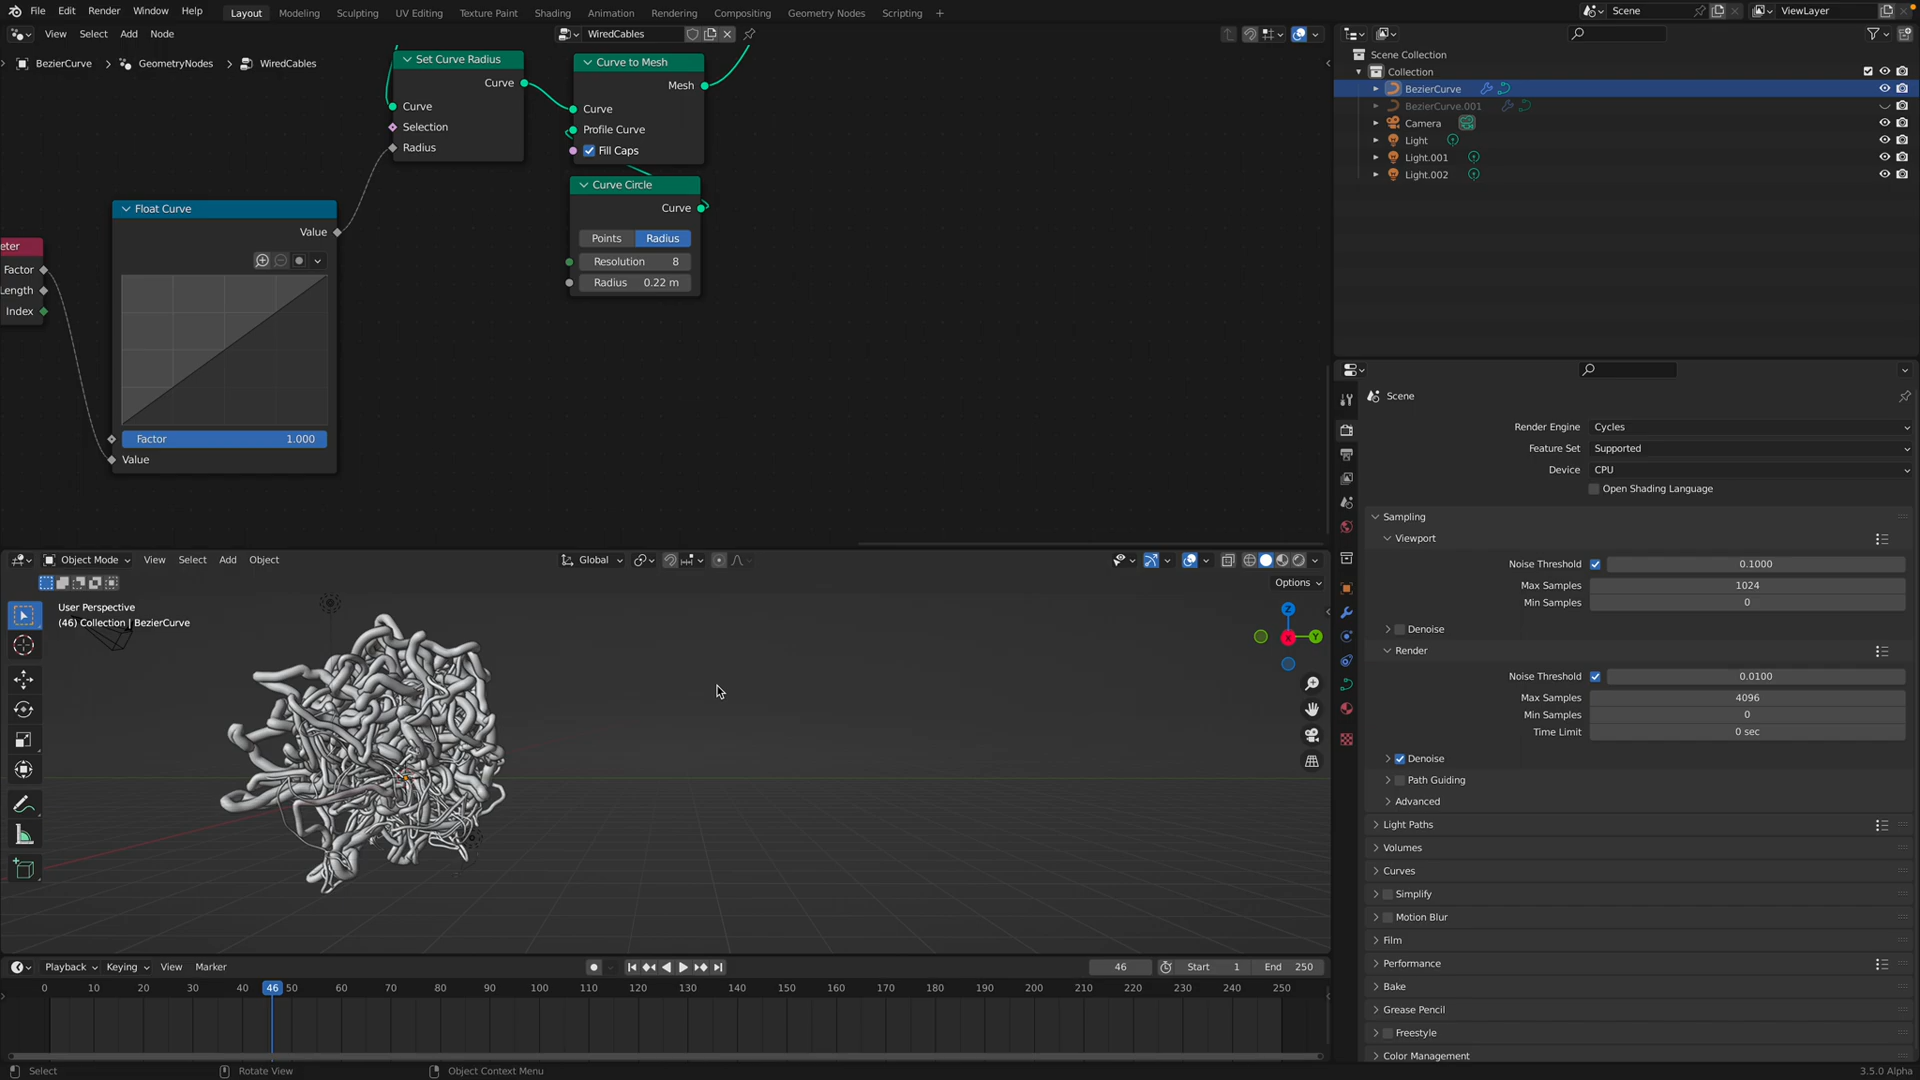 File Edit Render Window Help Layout Modeling Sculpting UV Editing Texture Paint Shading Animation Rendering Compositing Geometry Nodes Scripting + Scene ViewLayer
View Select Add Node WiredCables
BezierCurve > GeometryNodes > WiredCables
Set Curve Radius
Curve
Curve
Selection
Radius
Curve to Mesh
Mesh
Curve
Profile Curve
Fill Caps
Curve Circle
Curve
Points Radius
Resolution 8
Radius 0.22 m
Float Curve
Value
Factor 1.000
Value
eter
Factor
Length
Index
Scene Collection
Collection
BezierCurve
BezierCurve.001
Camera
Light
Light.001
Light.002
Scene
Render Engine Cycles
Feature Set Supported
Device CPU
Open Shading Language
Sampling
Viewport
Noise Threshold 0.1000
Max Samples 1024
Min Samples 0
Denoise
Render
Noise Threshold 0.0100
Max Samples 4096
Min Samples 0
Time Limit 0 sec
Denoise
Path Guiding
Advanced
Light Paths
Volumes
Curves
Simplify
Motion Blur
Film
Performance
Bake
Grease Pencil
Freestyle
Color Management
Object Mode View Select Add Object Global
Options
User Perspective
(46) Collection | BezierCurve
Z
X
Y
Playback Keying View Marker 46 Start 1 End 250
0 10 20 30 40 46 50 60 70 80 90 100 110 120 130 140 150 160 170 180 190 200 210 220 230 240 250
Select Rotate View Object Context Menu 3.5.0 Alpha